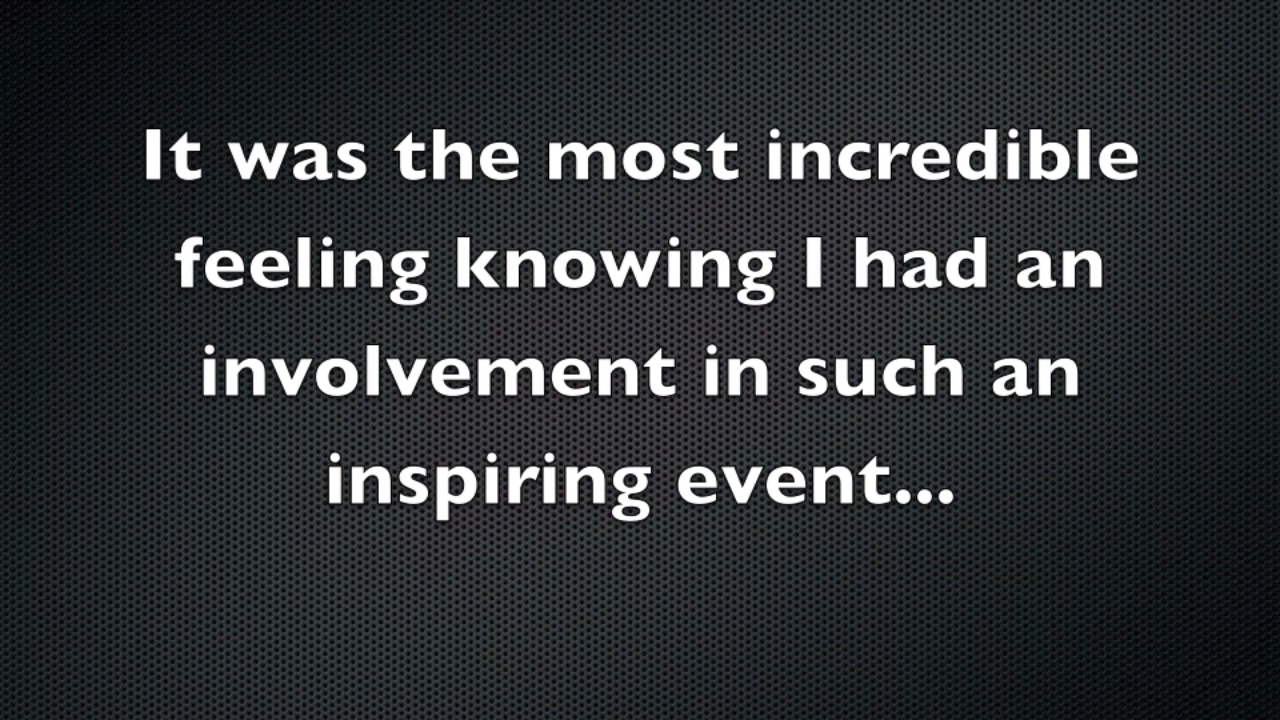 It was the most incredible
feeling knowing I had an
involvement in such an
inspiring event...